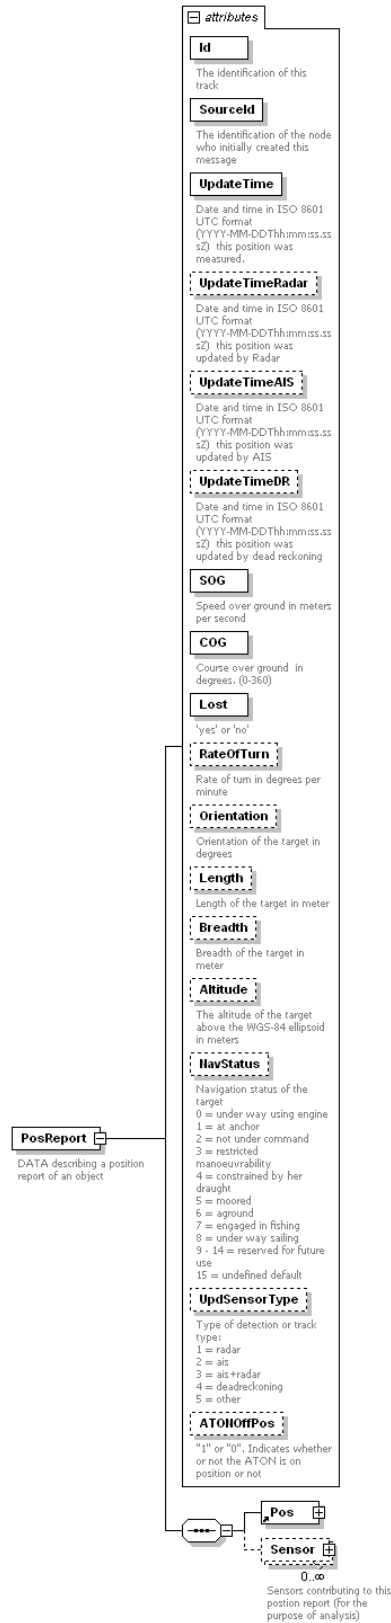 attributes
Id
The identification of this
track
SourceId
The identification of the node
who initially created this
message
UpdateTime
Date and time in ISO 8601
UTC format
(YYYY-MM-DDThh:mm:ss.ss
sZ) this position was
measured.
UpdateTimeRadar
Date and time in ISO 8601
UTC format
(YYYY-MM-DDThh:mm:ss.ss
sZ) this position was
updated by Radar
UpdateTimeAIS
Date and time in ISO 8601
UTC format
(YYYY-MM-DDThh:mm:ss.ss
sZ) this position was
updated by AIS
UpdateTimeDR
Date and time in ISO 8601
UTC format
(YYYY-MM-DDThh:mm:ss.ss
sZ) this position was
updated by dead reckoning
SOG
Speed over ground in meters
per second
COG
Course over ground in
degrees. (0-360)
Lost
'yes' or 'no'
RateOfTurn
Rate of turn in degrees per
minute
Orientation
Orientation of the target in
degrees
Length
Length of the target in meter
Breadth
Breadth of the target in
meter
Altitude
The altitude of the target
above the WGS-84 ellipsoid
in meters
NavStatus
Navigation status of the
target
0 = under way using engine
1 = at anchor
2 = not under command
3 = restricted
manoeuvrability
4 = constrained by her
draught
5 = moored
6 = aground
7 = engaged in fishing
8 = under way sailing
9 - 14 = reserved for future
use
15 = undefined default
PosReport
DATA describing a position
report of an object
UpdSensorType
Type of detection or track
type:
1 = radar
2 = ais
3 = ais+radar
4 = deadreckoning
5 = other
ATONOffPos
"1" or "0". Indicates whether
or not the ATON is on
position or not
Pos
Sensor
0..∞
Sensors contributing to this
postion report (for the
purpose of analysis)